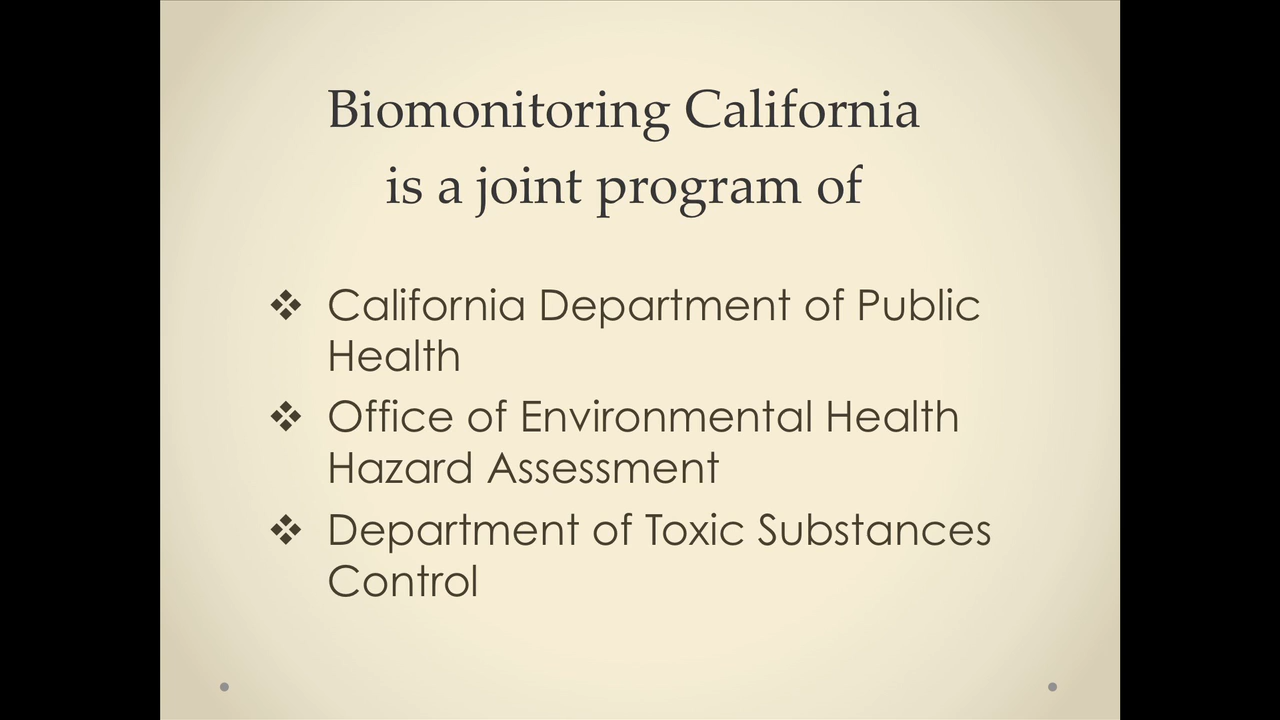 Biomonitoring California
is a joint program of
❖ California Department of Public
Health
❖ Office of Environmental Health
Hazard Assessment
❖ Department of Toxic Substances
Control